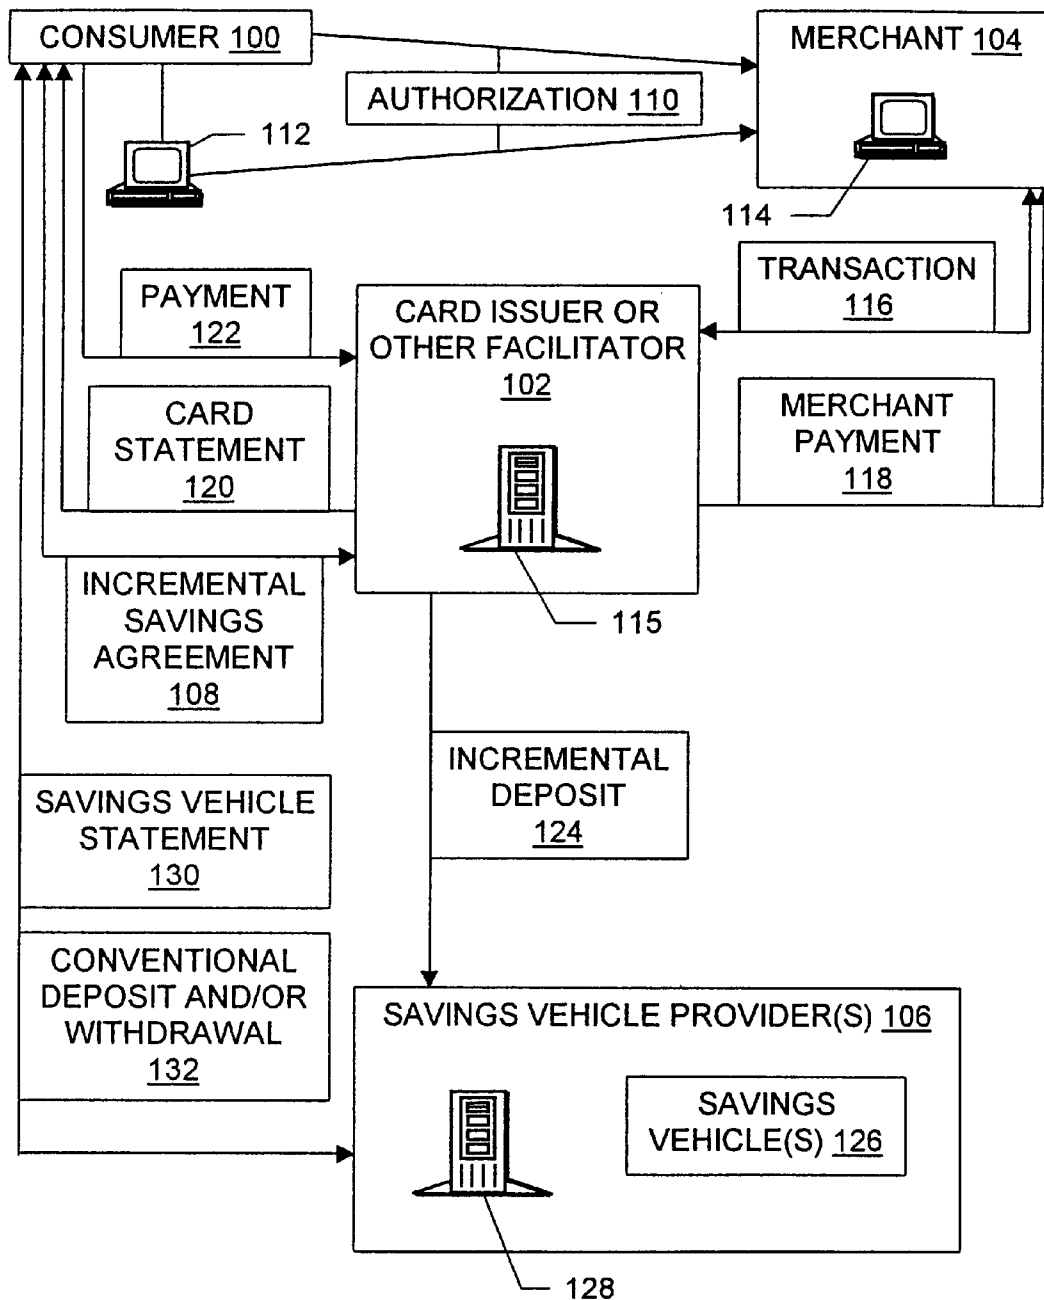 CONSUMER 100
MERCHANT 104
AUTHORIZATION 110
112
114
PAYMENT
122
CARD ISSUER OR
OTHER FACILITATOR
102
TRANSACTION
116
CARD
STATEMENT
120
MERCHANT
PAYMENT
118
INCREMENTAL
SAVINGS
AGREEMENT
108
115
INCREMENTAL
DEPOSIT
124
SAVINGS VEHICLE
STATEMENT
130
CONVENTIONAL
DEPOSIT AND/OR
WITHDRAWAL
132
SAVINGS VEHICLE PROVIDER(S) 106
SAVINGS
VEHICLE(S) 126
128